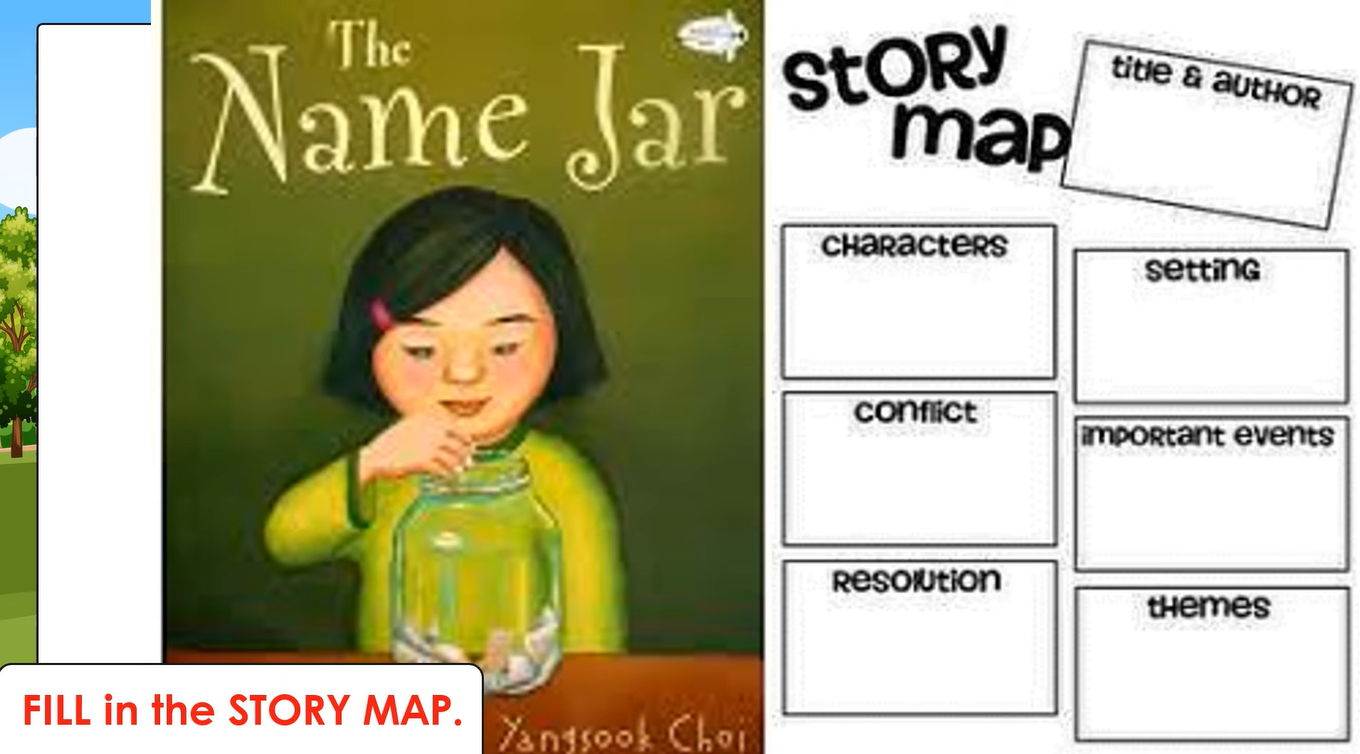 The
Name Jar
Yangsook Choi
FILL in the STORY MAP.
story
map
title & author
characters
setting
conflict
important events
Resolution
themes